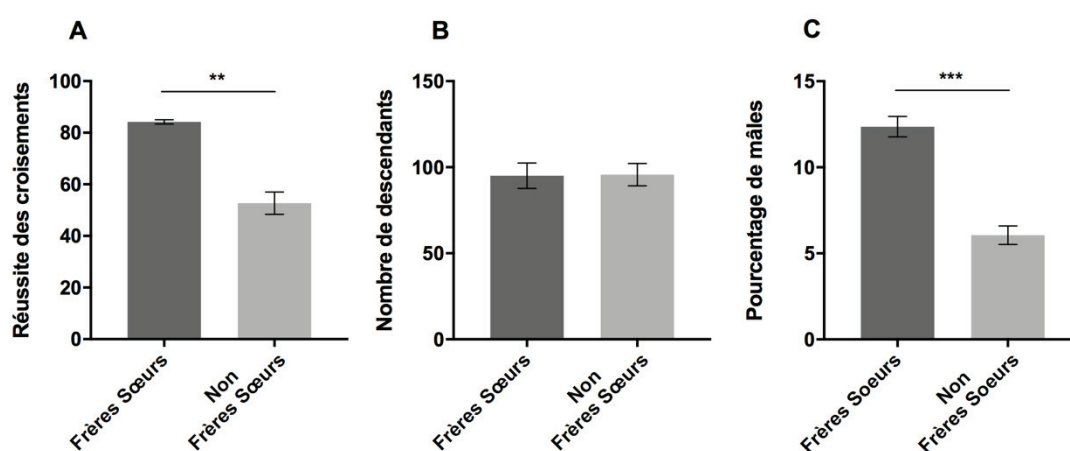 A
Réussite des croisements
100
80
60
40
20
0
**
Frères Sœurs
Non
Frères Sœurs
B
Nombre de descendants
150
100
50
0
Frères Sœurs
Non
Frères Sœurs
C
Pourcentage de mâles
15
10
5
0
***
Frères Soeurs
Non
Frères Soeurs